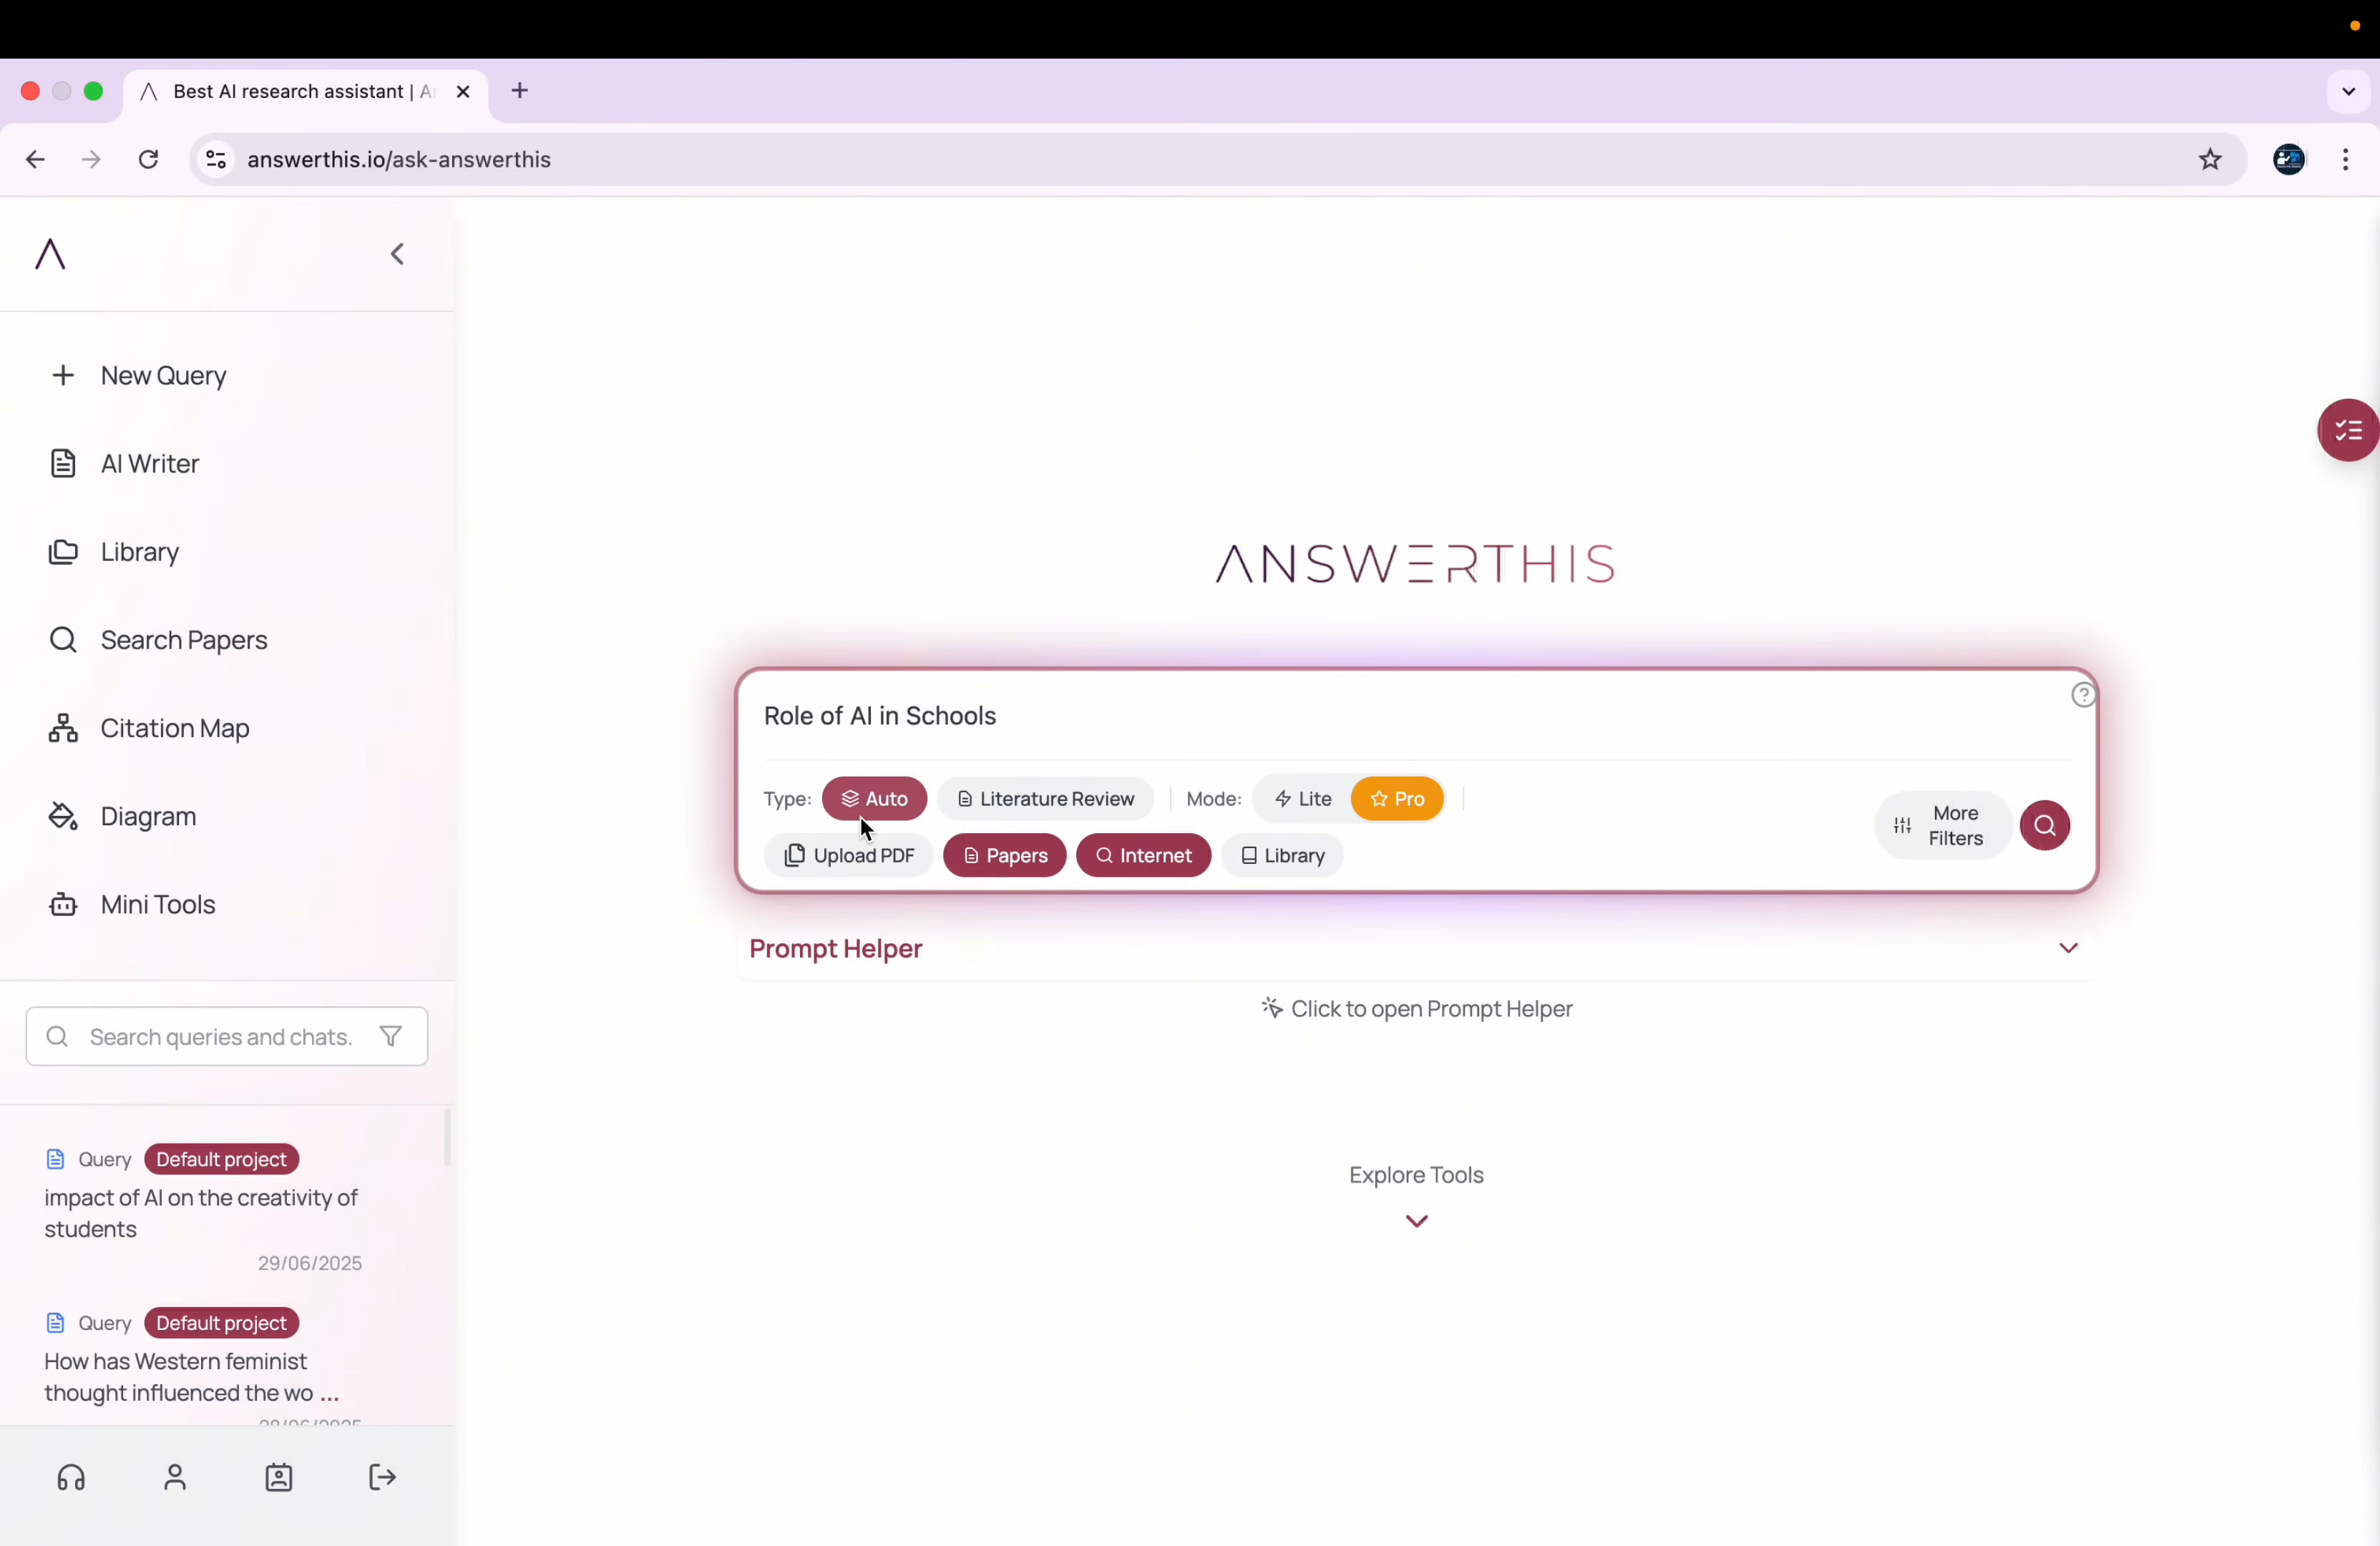 Best AI research assistant | A
answerthis.io/ask-answerthis
New Query
AI Writer
Library
Search Papers
Citation Map
Diagram
Mini Tools
Search queries and chats.
Query Default project
impact of AI on the creativity of
students
29/06/2025
Query Default project
How has Western feminist
thought influenced the wo ...
28/06/2025
ANSWERTHIS
Role of AI in Schools
Type: Auto Literature Review Mode: Lite Pro
Upload PDF Papers Internet Library
More
Filters
Prompt Helper
Click to open Prompt Helper
Explore Tools